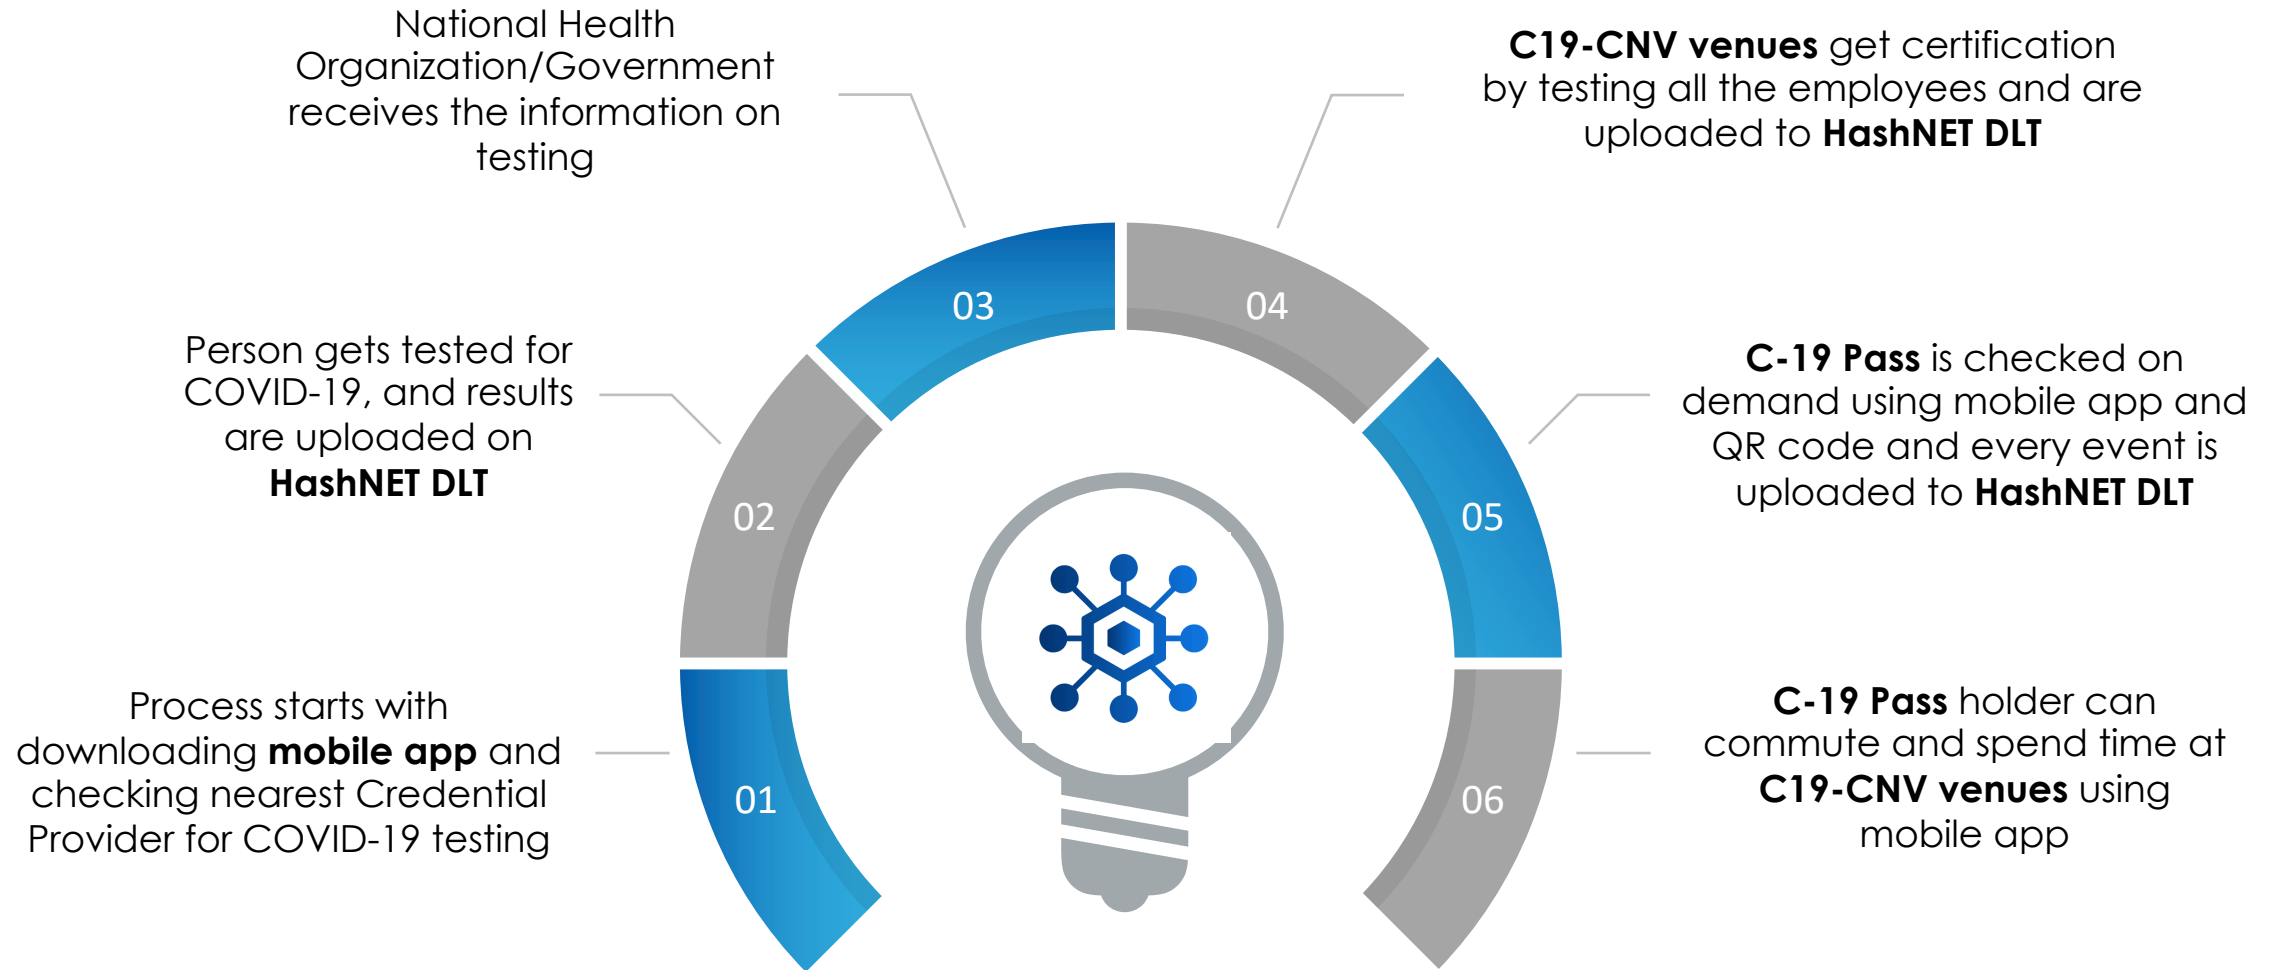 Process starts with
downloading mobile app and
checking nearest Credential
Provider for COVID-19 testing
01
Person gets tested for
COVID-19, and results
are uploaded on
HashNET DLT
02
National Health
Organization/Government
receives the information on
testing
03
C19-CNV venues get certification
by testing all the employees and are
uploaded to HashNET DLT
04
C-19 Pass is checked on
demand using mobile app and
QR code and every event is
uploaded to HashNET DLT
05
C-19 Pass holder can
commute and spend time at
C19-CNV venues using
mobile app
06